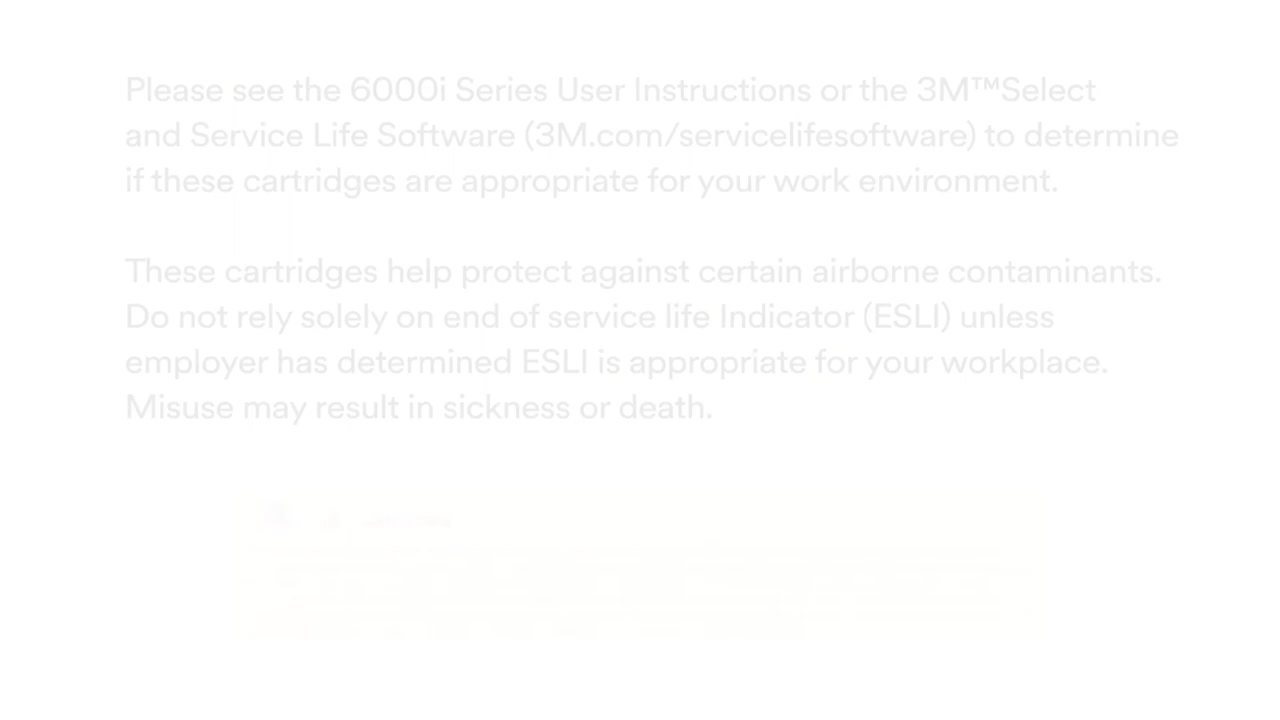 Please see the 6000i Series User Instructions or the 3M™Select
and Service Life Software (3M.com/servicelifesoftware) to determine
if these cartridges are appropriate for your work environment.
These cartridges help protect against certain airborne contaminants.
Do not rely solely on end of service life Indicator (ESLI) unless
employer has determined ESLI is appropriate for your workplace.
Misuse may result in sickness or death.